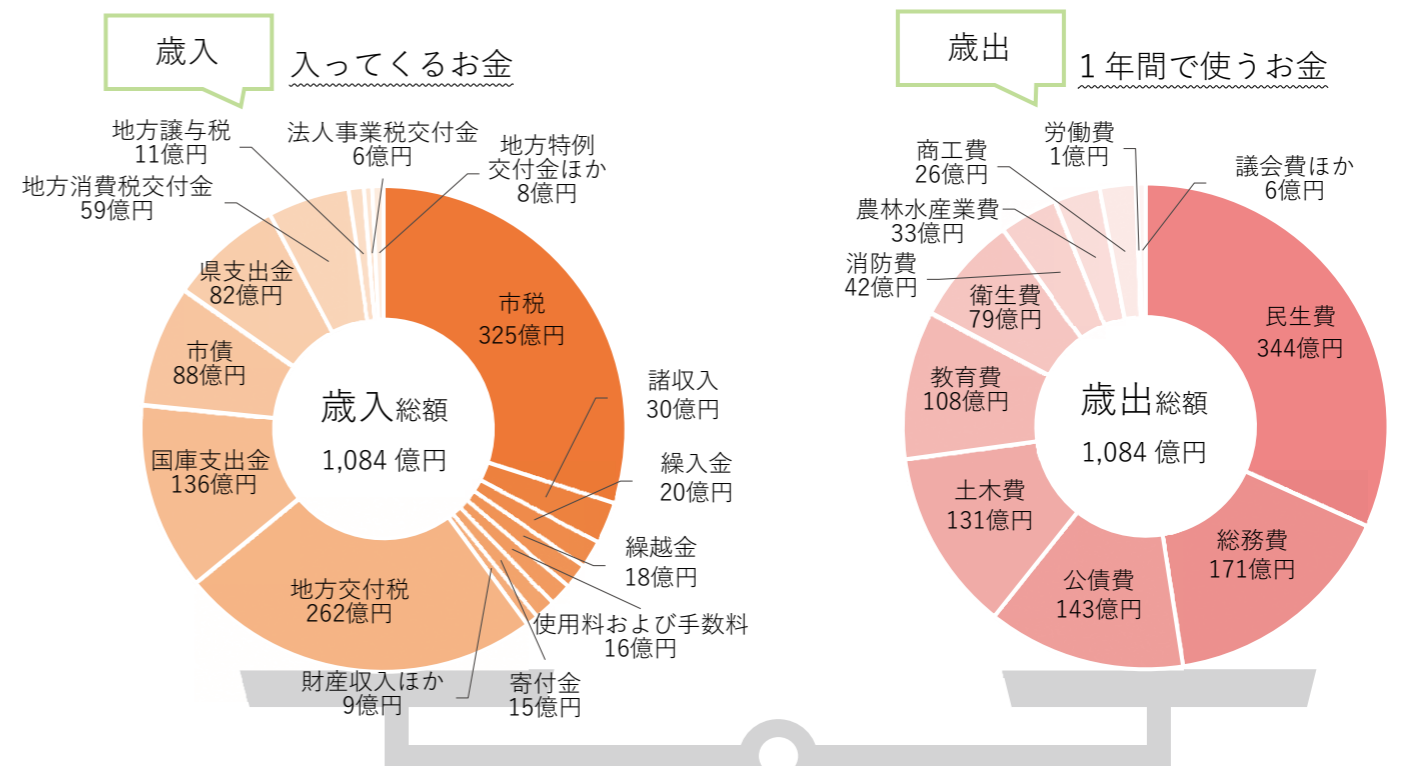 歳入
入ってくるお金
地方譲与税
11億円
法人事業税交付金
6億円
地方特例
交付金ほか
8億円
地方消費税交付金
59億円
県支出金
82億円
市税
325億円
市債
88億円
諸収入
30億円
歳入総額
1,084 億円
国庫支出金
136億円
繰入金
20億円
繰越金
18億円
地方交付税
262億円
使用料および手数料
16億円
財産収入ほか
9億円
寄付金
15億円
歳出
1年間で使うお金
労働費
1億円
商工費
26億円
議会費ほか
6億円
農林水産業費
33億円
消防費
42億円
衛生費
79億円
民生費
344億円
教育費
108億円
歳出総額
1,084 億円
土木費
131億円
総務費
171億円
公債費
143億円